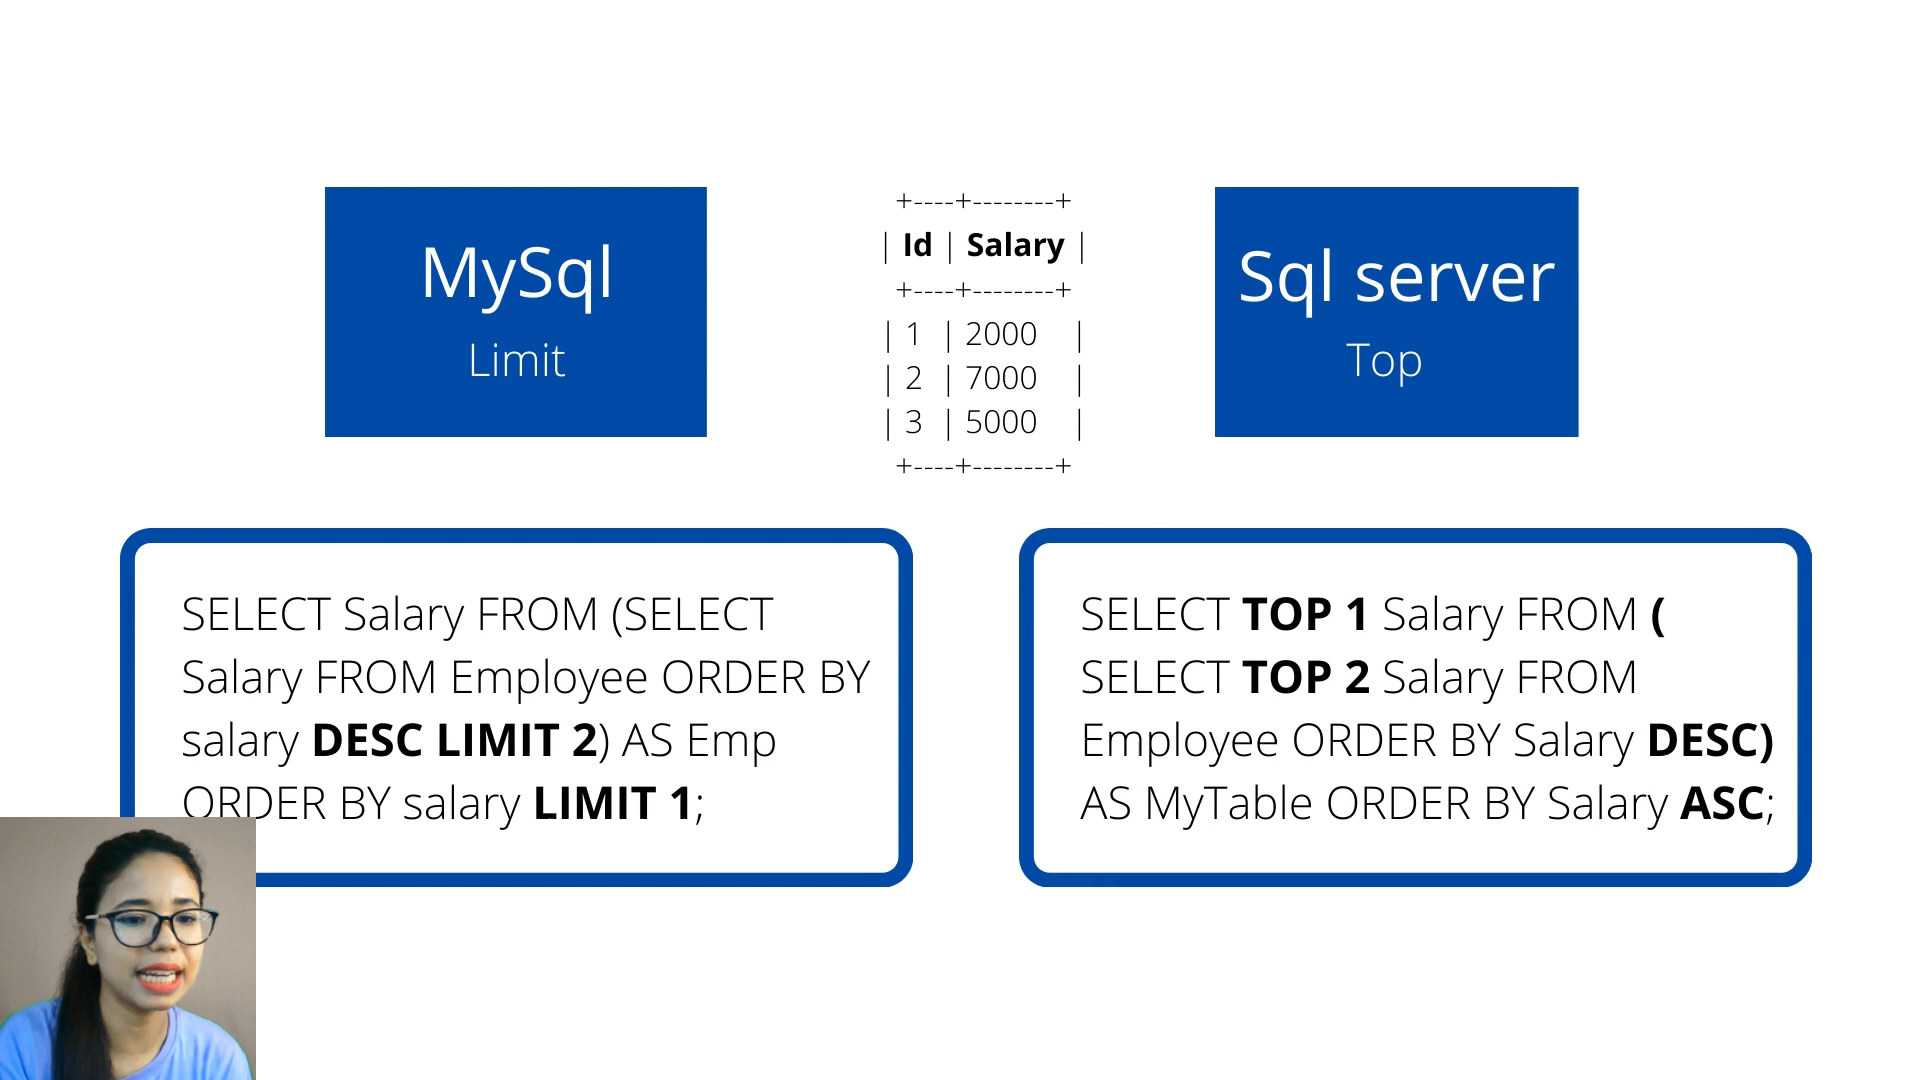 MySql
Limit
+----+--------+
| Id | Salary |
+----+--------+
| 1 | 2000 |
| 2 | 7000 |
| 3 | 5000 |
+----+--------+
Sql server
Top
SELECT Salary FROM (SELECT
Salary FROM Employee ORDER BY
salary DESC LIMIT 2) AS Emp
ORDER BY salary LIMIT 1;
SELECT TOP 1 Salary FROM (
SELECT TOP 2 Salary FROM
Employee ORDER BY Salary DESC)
AS MyTable ORDER BY Salary ASC;